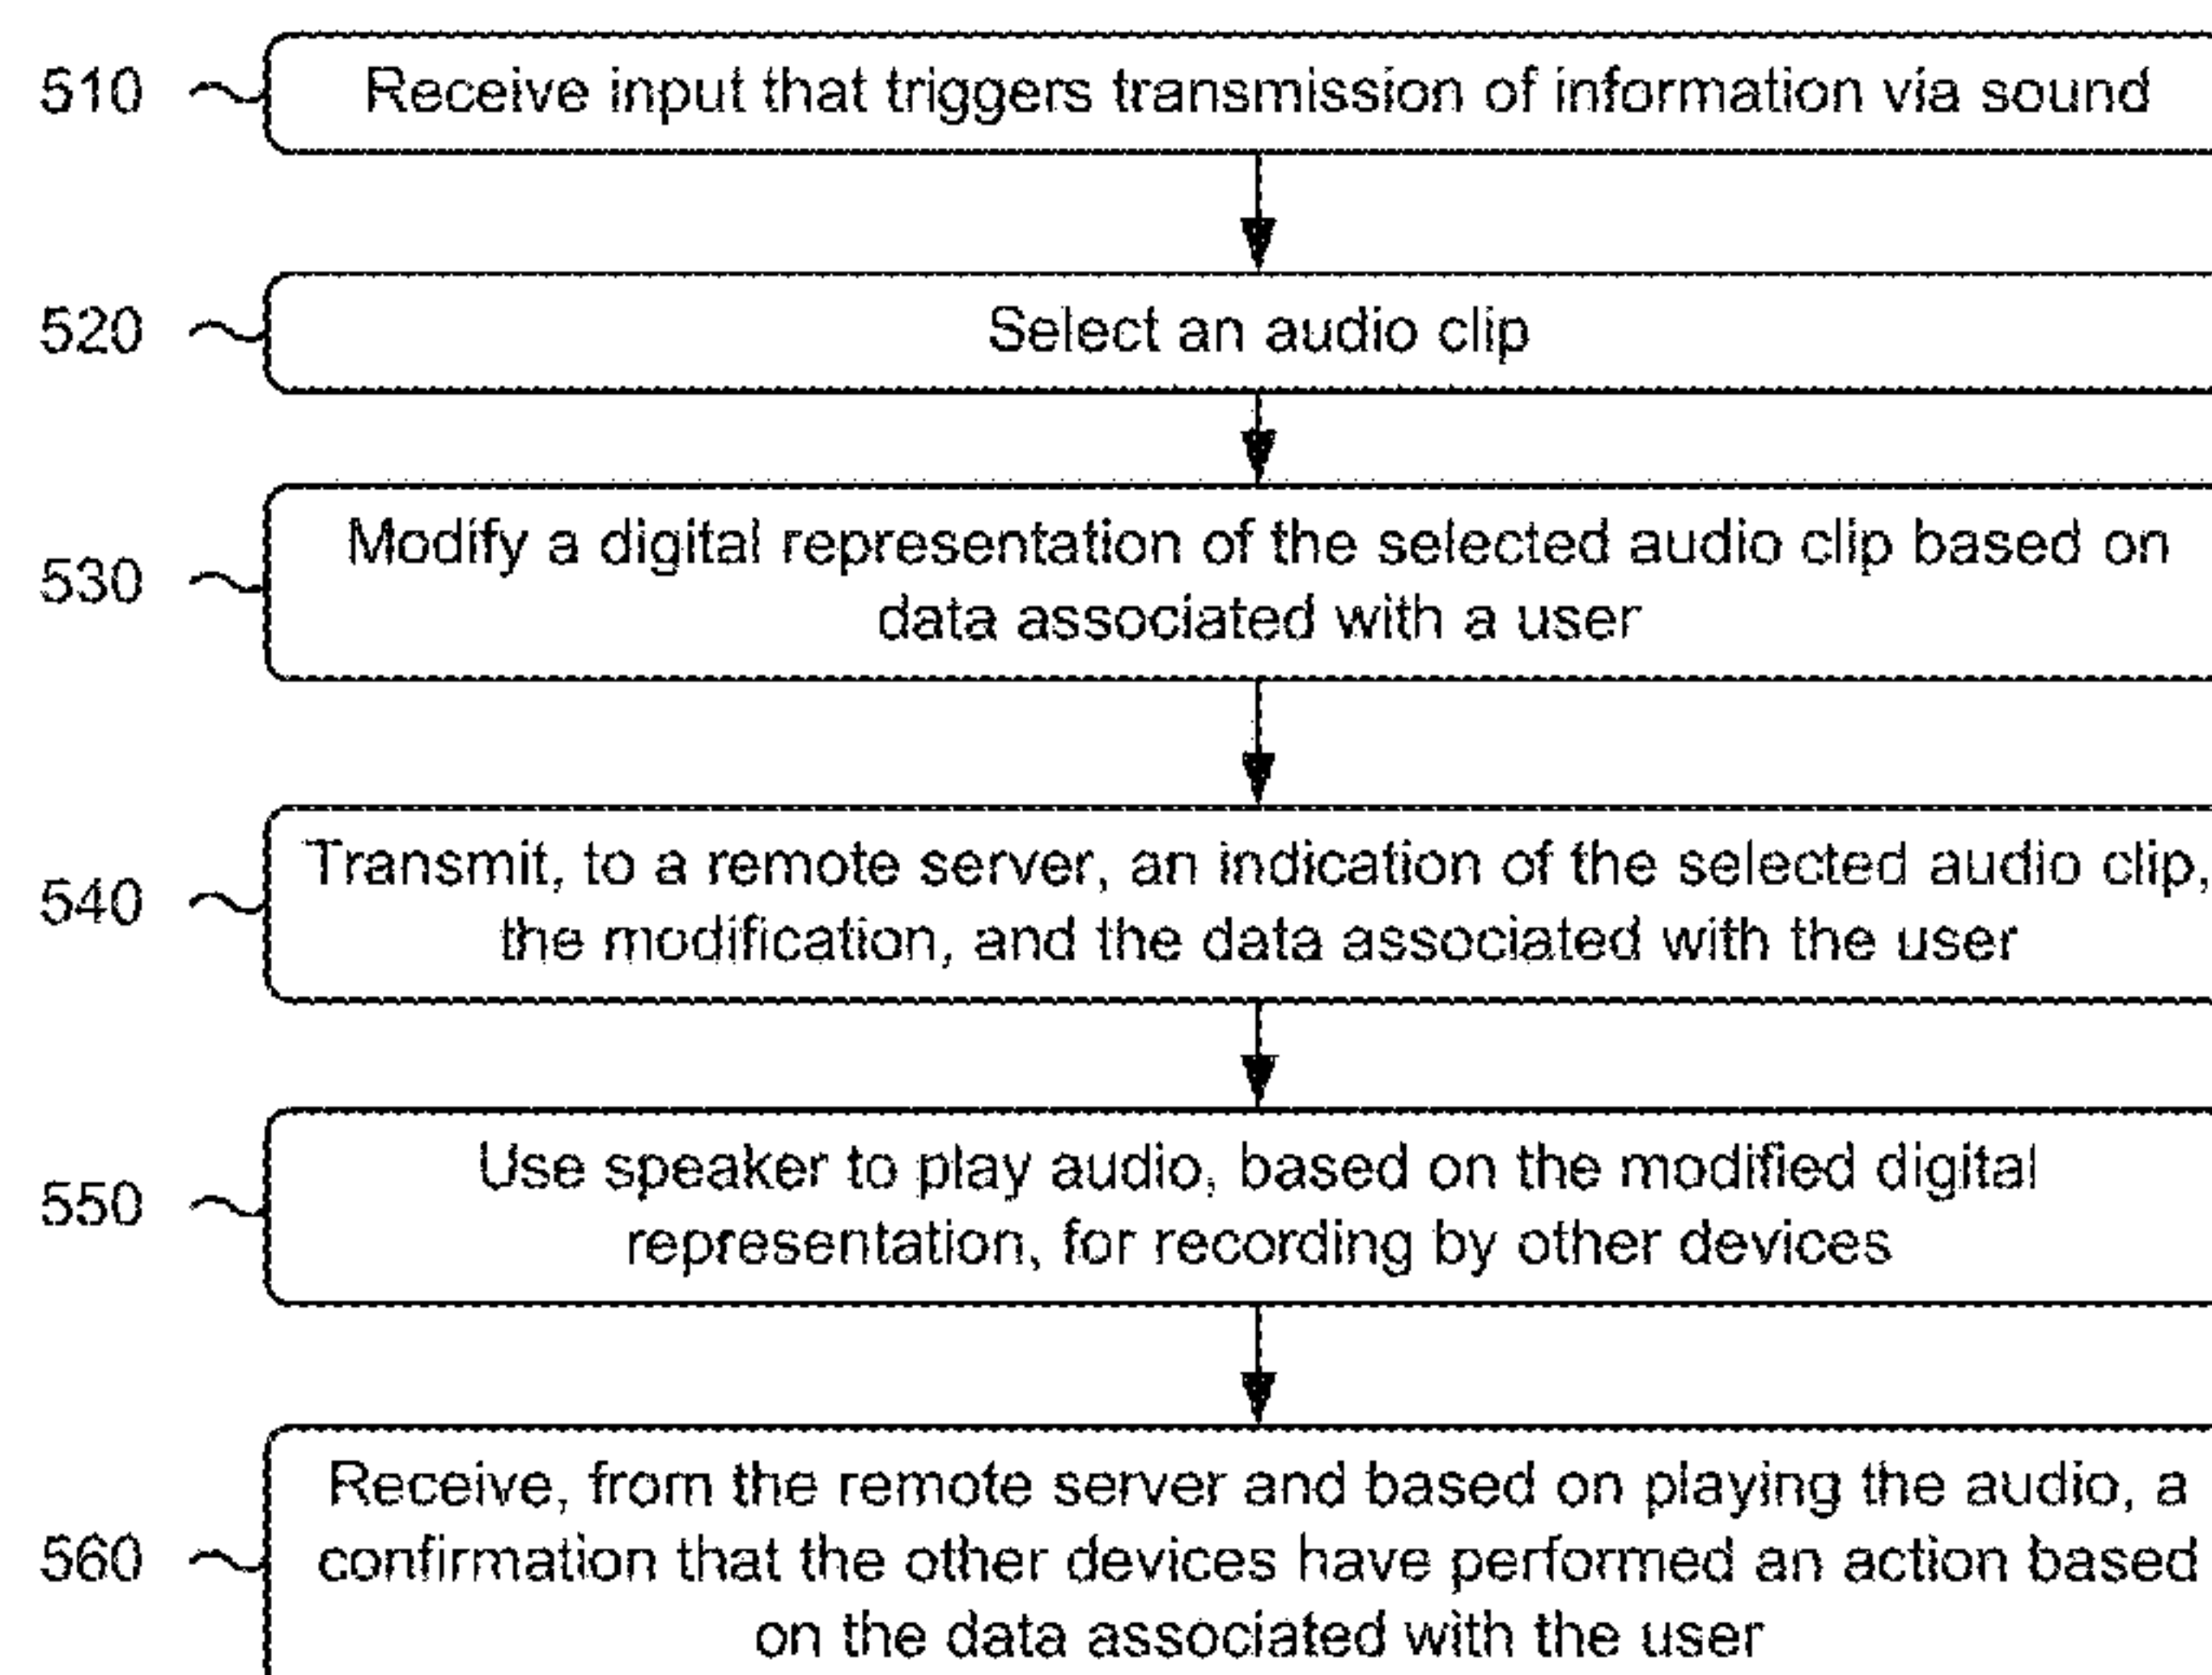 510
Receive input that triggers transmission of information via sound
520
Select an audio clip
530
Modify a digital representation of the selected audio clip based on
data associated with a user
540
Transmit, to a remote server, an indication of the selected audio clip,
the modification, and the data associated with the user
550
Use speaker to play audio, based on the modified digital
representation, for recording by other devices
560
Receive, from the remote server and based on playing the audio, a
confirmation that the other devices have performed an action based
on the data associated with the user